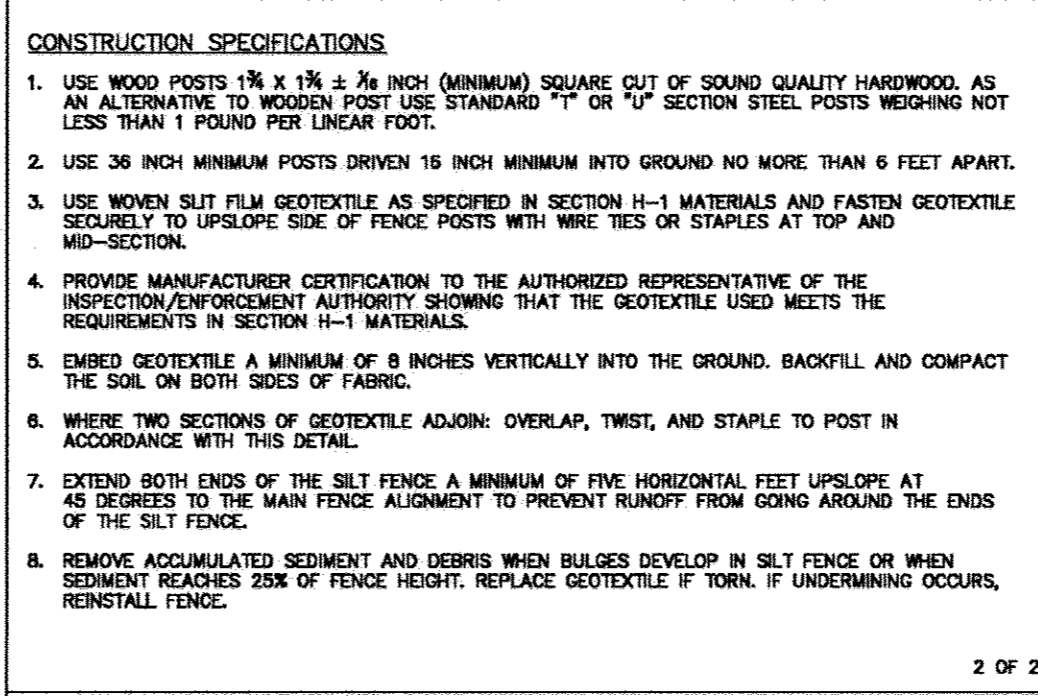 CONSTRUCTION SPECIFICATIONS
1. USE WOOD POSTS 1¾ X 1¾ ± 1/16 INCH (MINIMUM) SQUARE CUT OF SOUND QUALITY HARDWOOD. AS
AN ALTERNATIVE TO WOODEN POST USE STANDARD "T" OR "U" SECTION STEEL POSTS WEIGHING NOT
LESS THAN 1 POUND PER LINEAR FOOT.
2. USE 36 INCH MINIMUM POSTS DRIVEN 16 INCH MINIMUM INTO GROUND NO MORE THAN 6 FEET APART.
3. USE WOVEN SLIT FILM GEOTEXTILE AS SPECIFIED IN SECTION H-1 MATERIALS AND FASTEN GEOTEXTILE
SECURELY TO UPSLOPE SIDE OF FENCE POSTS WITH WIRE TIES OR STAPLES AT TOP AND
MID-SECTION.
4. PROVIDE MANUFACTURER CERTIFICATION TO THE AUTHORIZED REPRESENTATIVE OF THE
INSPECTION/ENFORCEMENT AUTHORITY SHOWING THAT THE GEOTEXTILE USED MEETS THE
REQUIREMENTS IN SECTION H-1 MATERIALS.
5. EMBED GEOTEXTILE A MINIMUM OF 8 INCHES VERTICALLY INTO THE GROUND. BACKFILL AND COMPACT
THE SOIL ON BOTH SIDES OF FABRIC.
6. WHERE TWO SECTIONS OF GEOTEXTILE ADJOIN: OVERLAP, TWIST, AND STAPLE TO POST IN
ACCORDANCE WITH THIS DETAIL.
7. EXTEND BOTH ENDS OF THE SILT FENCE A MINIMUM OF FIVE HORIZONTAL FEET UPSLOPE AT
45 DEGREES TO THE MAIN FENCE ALIGNMENT TO PREVENT RUNOFF FROM GOING AROUND THE ENDS
OF THE SILT FENCE.
8. REMOVE ACCUMULATED SEDIMENT AND DEBRIS WHEN BULGES DEVELOP IN SILT FENCE OR WHEN
SEDIMENT REACHES 25% OF FENCE HEIGHT. REPLACE GEOTEXTILE IF TORN. IF UNDERMINING OCCURS,
REINSTALL FENCE.
2 OF 2